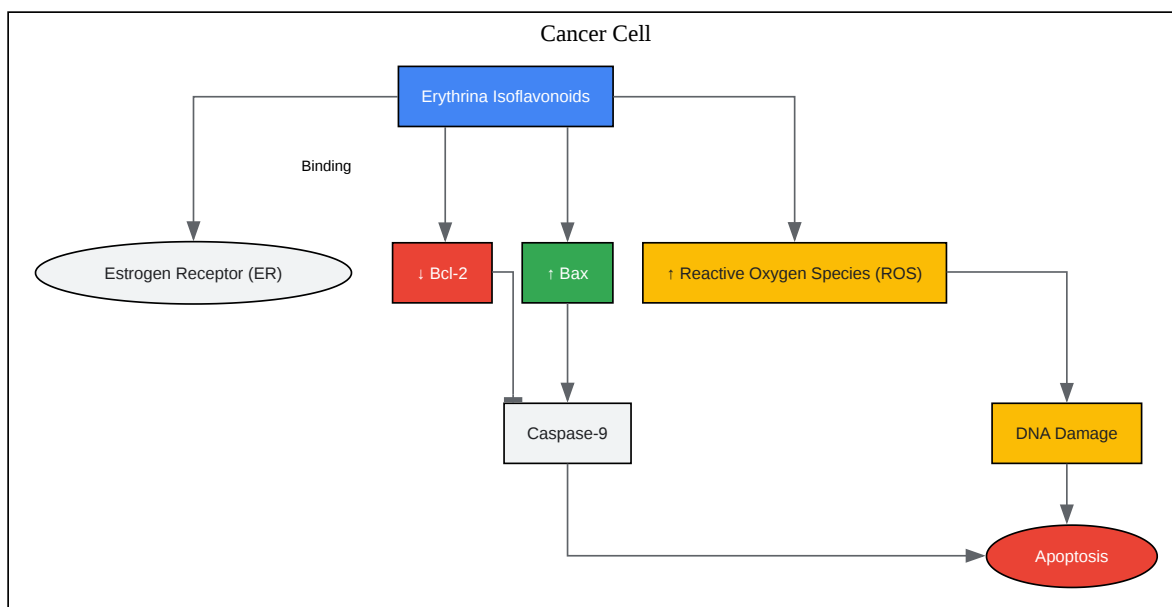 Cancer Cell
Erythrina Isoflavonoids
Binding
Estrogen Receptor (ER)
↓ Bcl-2
↑ Bax
↑ Reactive Oxygen Species (ROS)
Caspase-9
DNA Damage
Apoptosis